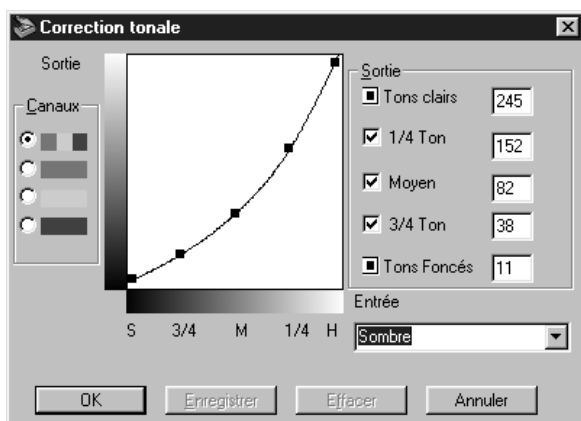 Correction tonale
Sortie
Canaux
S 3/4 M 1/4 H
Sortie
Tons clairs 245
1/4 Ton 152
Moyen 82
3/4 Ton 38
Tons Foncés 11
Entrée
Sombre
OK Enregistrer Effacer Annuler